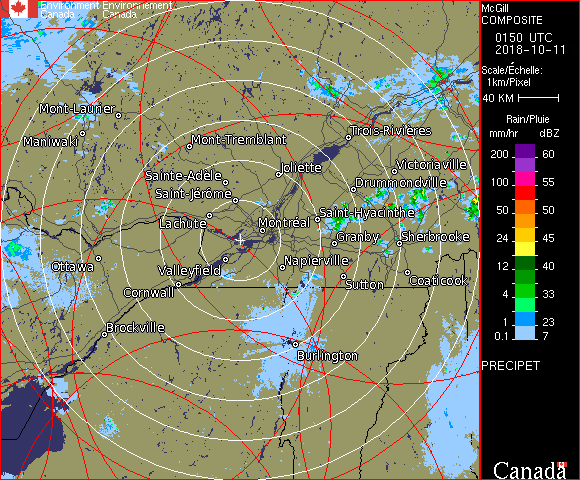 Environment Environnement
Canada Canada
McGill
COMPOSITE
0150 UTC
2018-10-11
Scale/Échelle:
1km/Pixel
40 KM
Rain/Pluie
mm/hr dBZ
200 60
100 55
50 50
24 45
12 40
4 33
1 23
0.1 7
PRECIPET
Mont-Laurier
Maniwaki
Mont-Tremblant
Trois-Rivières
Joliette
Victoriaville
Sainte-Adèle
Drummondville
Saint-Jérôme
Lachute
Saint-Hyacinthe
Montréal
Granby
Sherbrooke
Ottawa
Valleyfield
Napierville
Sutton
Coaticook
Cornwall
Brockville
Burlington
Canada